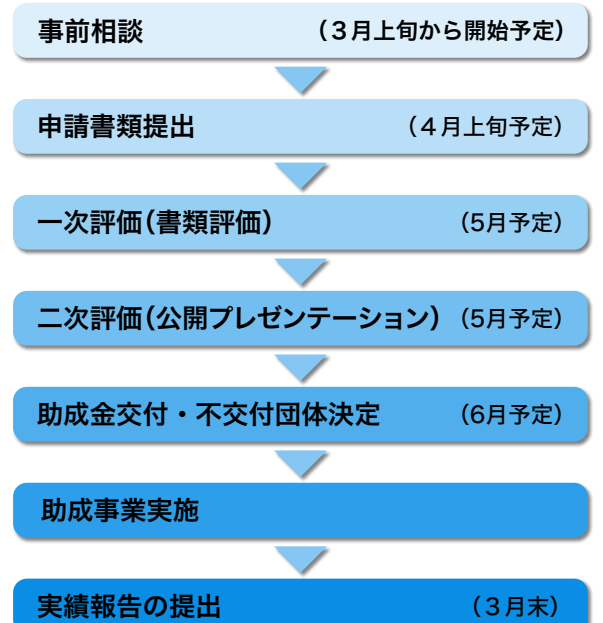 事前相談 (３月上旬から開始予定)
申請書類提出 (４月上旬予定)
一次評価(書類評価) (5月予定)
二次評価(公開プレゼンテーション) (5月予定)
助成金交付・不交付団体決定 (6月予定)
助成事業実施
実績報告の提出 (３月末)